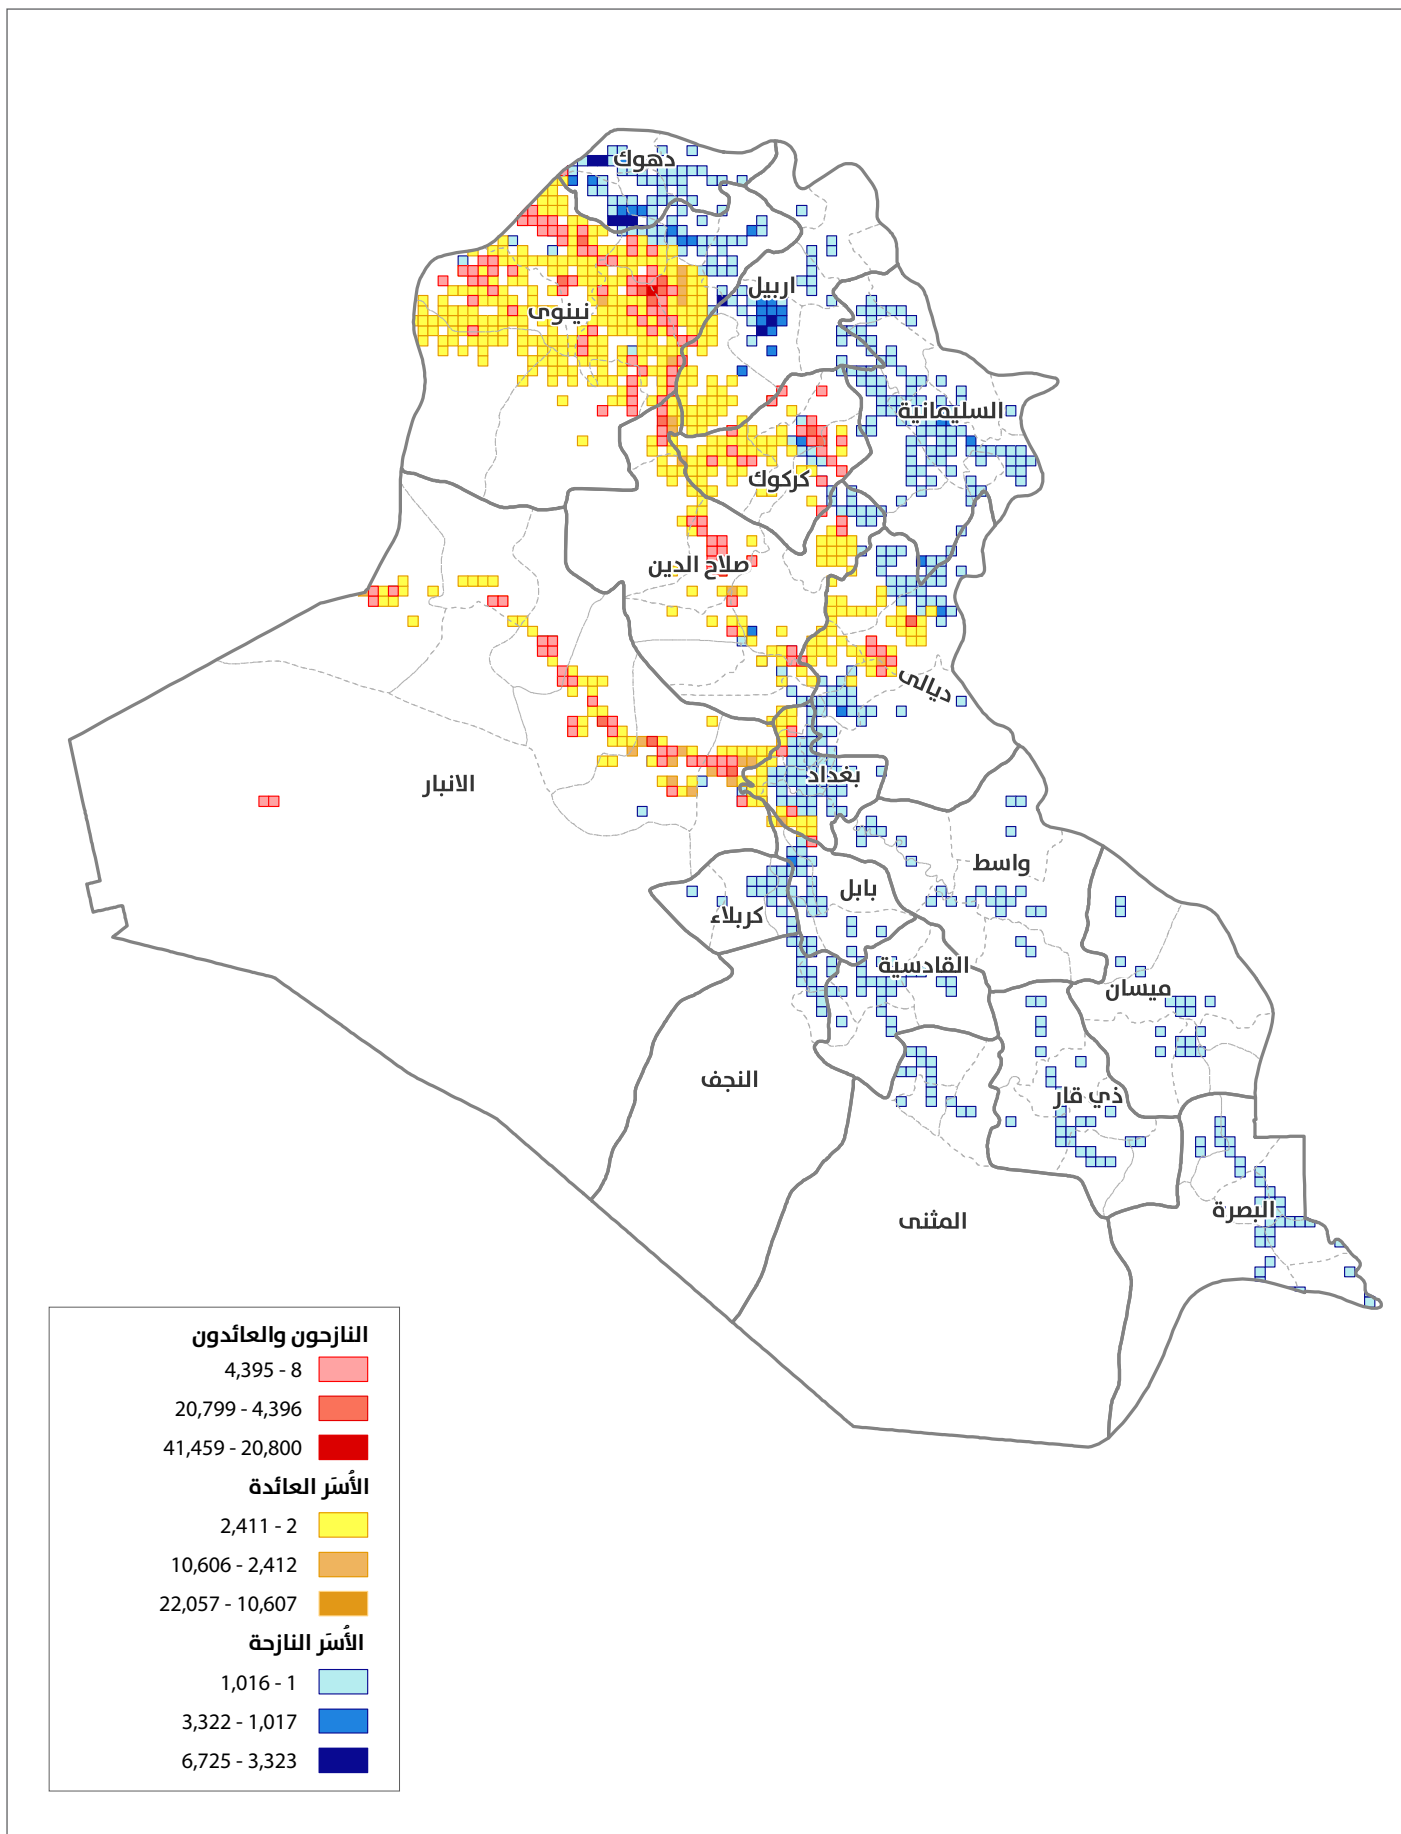 دهوك
اربيل
نينوى
السليمانية
كركوك
صلاح الدين
ديالى
الانبار
بغداد
واسط
بابل
كربلاء
القادسية
ميسان
النجف
ذي قار
المثنى
البصرة
النازحون والعائدون
4,395 - 8
20,799 - 4,396
41,459 - 20,800
الأُسَر العائدة
2,411 - 2
10,606 - 2,412
22,057 - 10,607
الأُسَر النازحة
1,016 - 1
3,322 - 1,017
6,725 - 3,323